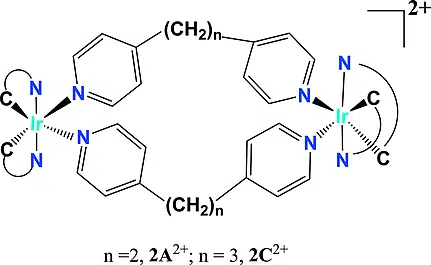 2+
(CH₂)n
N N N N
C Ir Ir C
C N N N C
(CH₂)n
n =2, 2A²⁺; n = 3, 2C²⁺